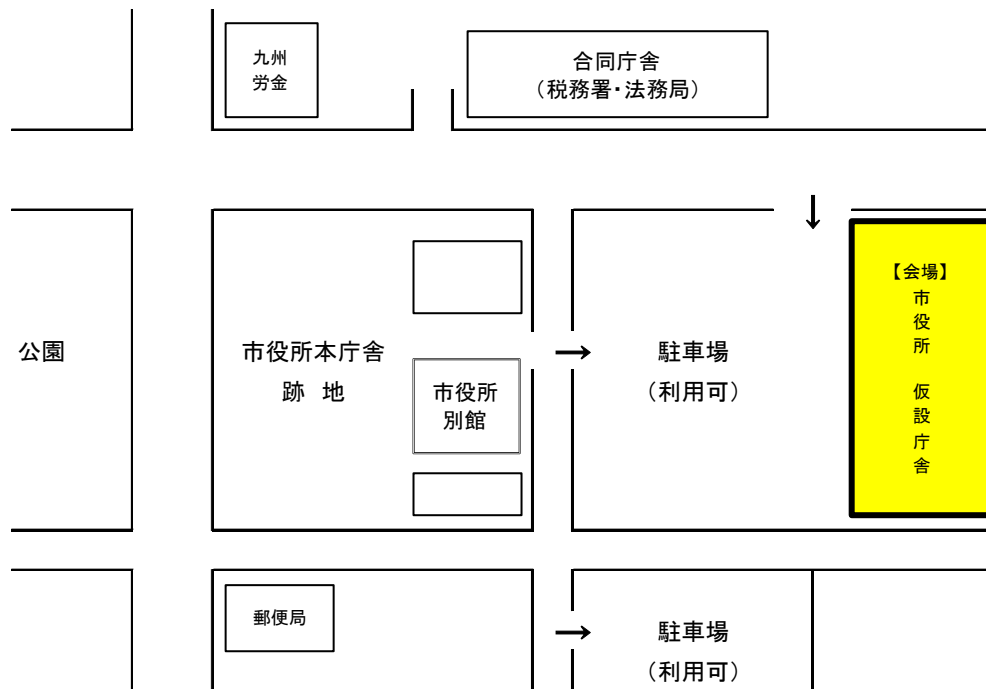 九州
労金
合同庁舎
（税務署・法務局）
【会場】
市役所　仮設庁舎
公園
市役所本庁舎
跡　地
市役所
別館
駐車場
（利用可）
郵便局
駐車場
（利用可）